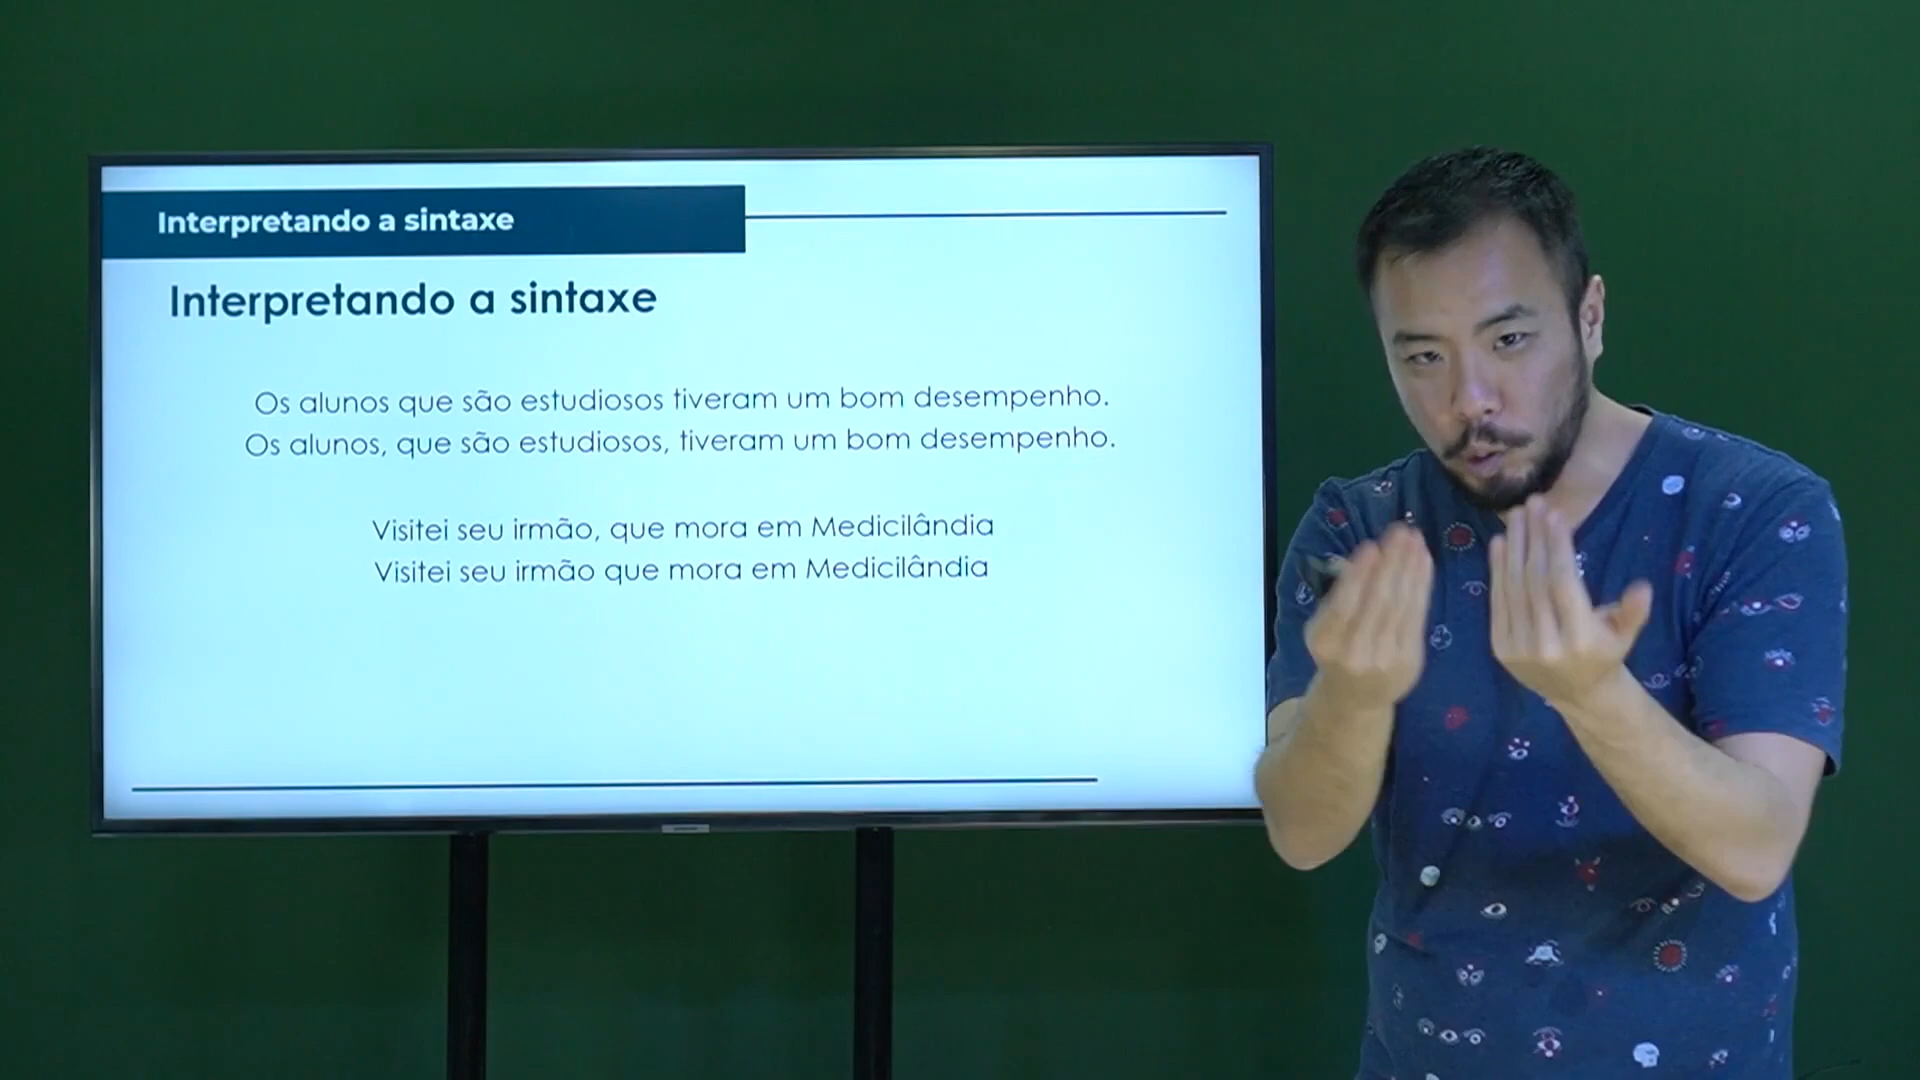 Interpretando a sintaxe
Interpretando a sintaxe
Os alunos que são estudiosos tiveram um bom desempenho.
Os alunos, que são estudiosos, tiveram um bom desempenho.
Visitei seu irmão, que mora em Medicilândia
Visitei seu irmão que mora em Medicilândia